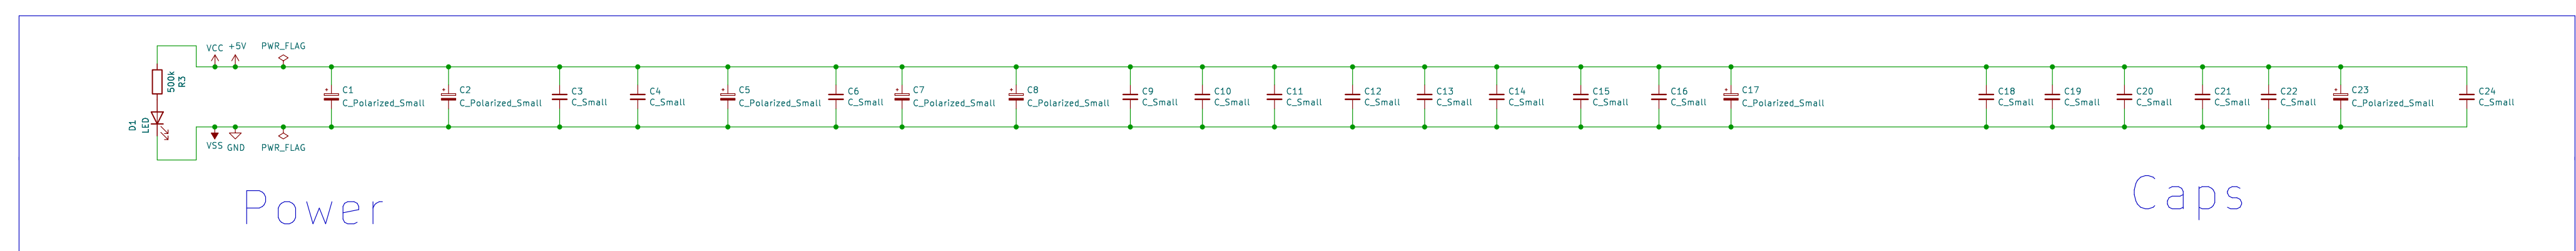 VCC
+5V
PWR_FLAG
500k
R3
D1
LED
VSS
GND
PWR_FLAG
C1
C_Polarized_Small
C2
C_Polarized_Small
C3
C_Small
C4
C_Small
C5
C_Polarized_Small
C6
C_Small
C7
C_Polarized_Small
C8
C_Polarized_Small
C9
C_Small
C10
C_Small
C11
C_Small
C12
C_Small
C13
C_Small
C14
C_Small
C15
C_Small
C16
C_Small
C17
C_Polarized_Small
C18
C_Small
C19
C_Small
C20
C_Small
C21
C_Small
C22
C_Small
C23
C_Polarized_Small
C24
C_Small
Power
Caps